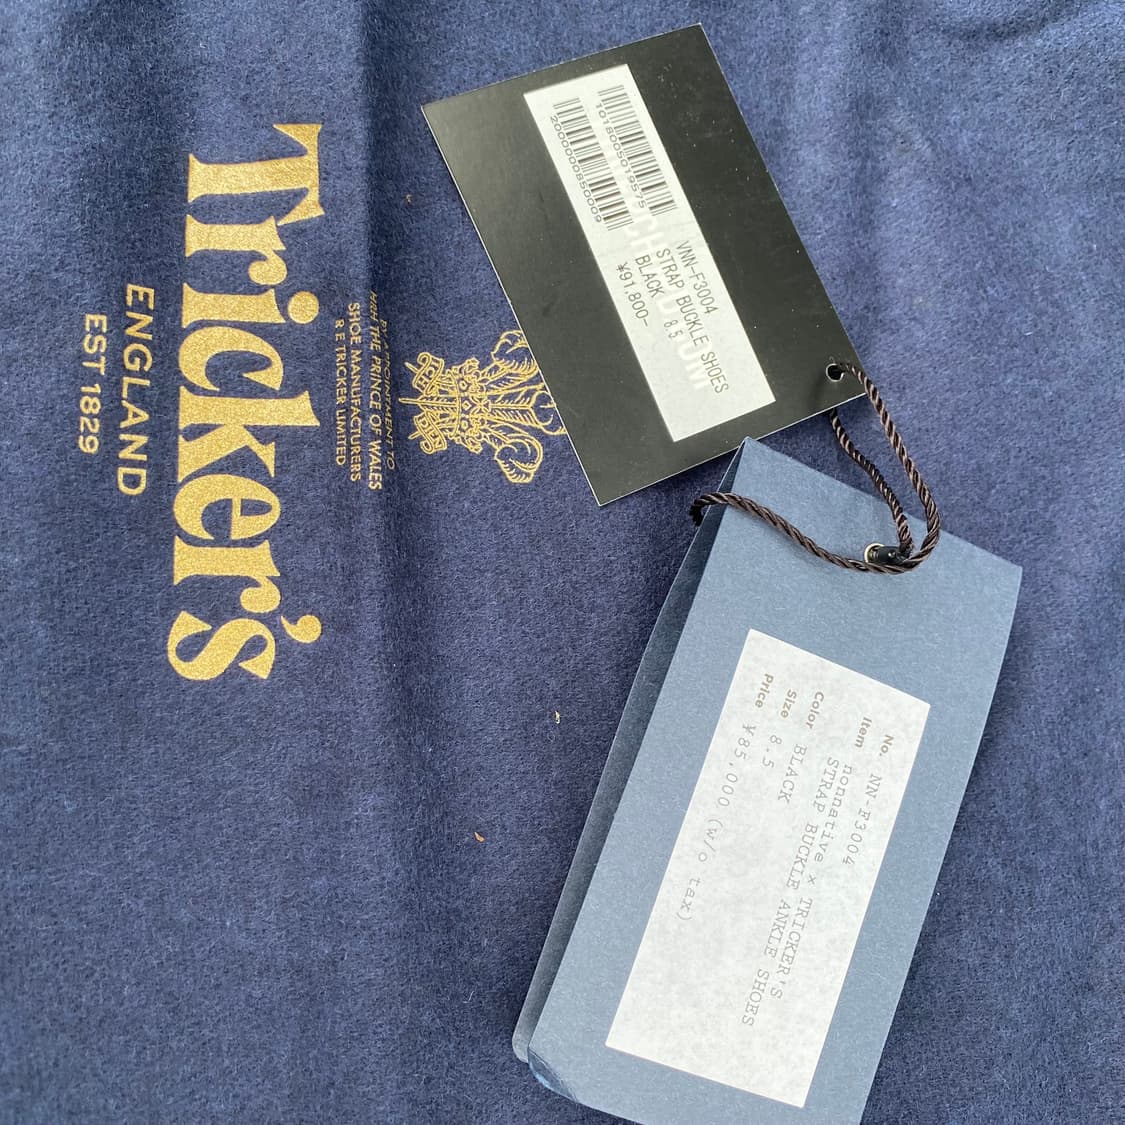 BY APPOINTMENT TO
HRH THE PRINCE OF WALES
SHOE MANUFACTURERS
R.E. TRICKER LIMITED
Tricker's
ENGLAND
EST 1829
1018005019575
2000000850009
VNN-F3004
STRAP BUCKLE SHOES
BLACK 8.5
¥91,800-
No. NN-F3004
Item nonnative × TRICKER'S
STRAP BUCKLE ANKLE SHOES
Color BLACK
Size 8.5
Price ¥85,000 (w/o tax)